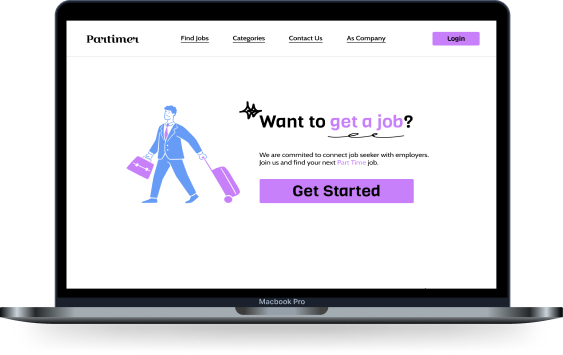 Partimer
Find Jobs
Categories
Contact Us
As Company
Login
Want to get a job?
We are commited to connect job seeker with employers.
Join us and find your next Part Time job.
Get Started
Macbook Pro